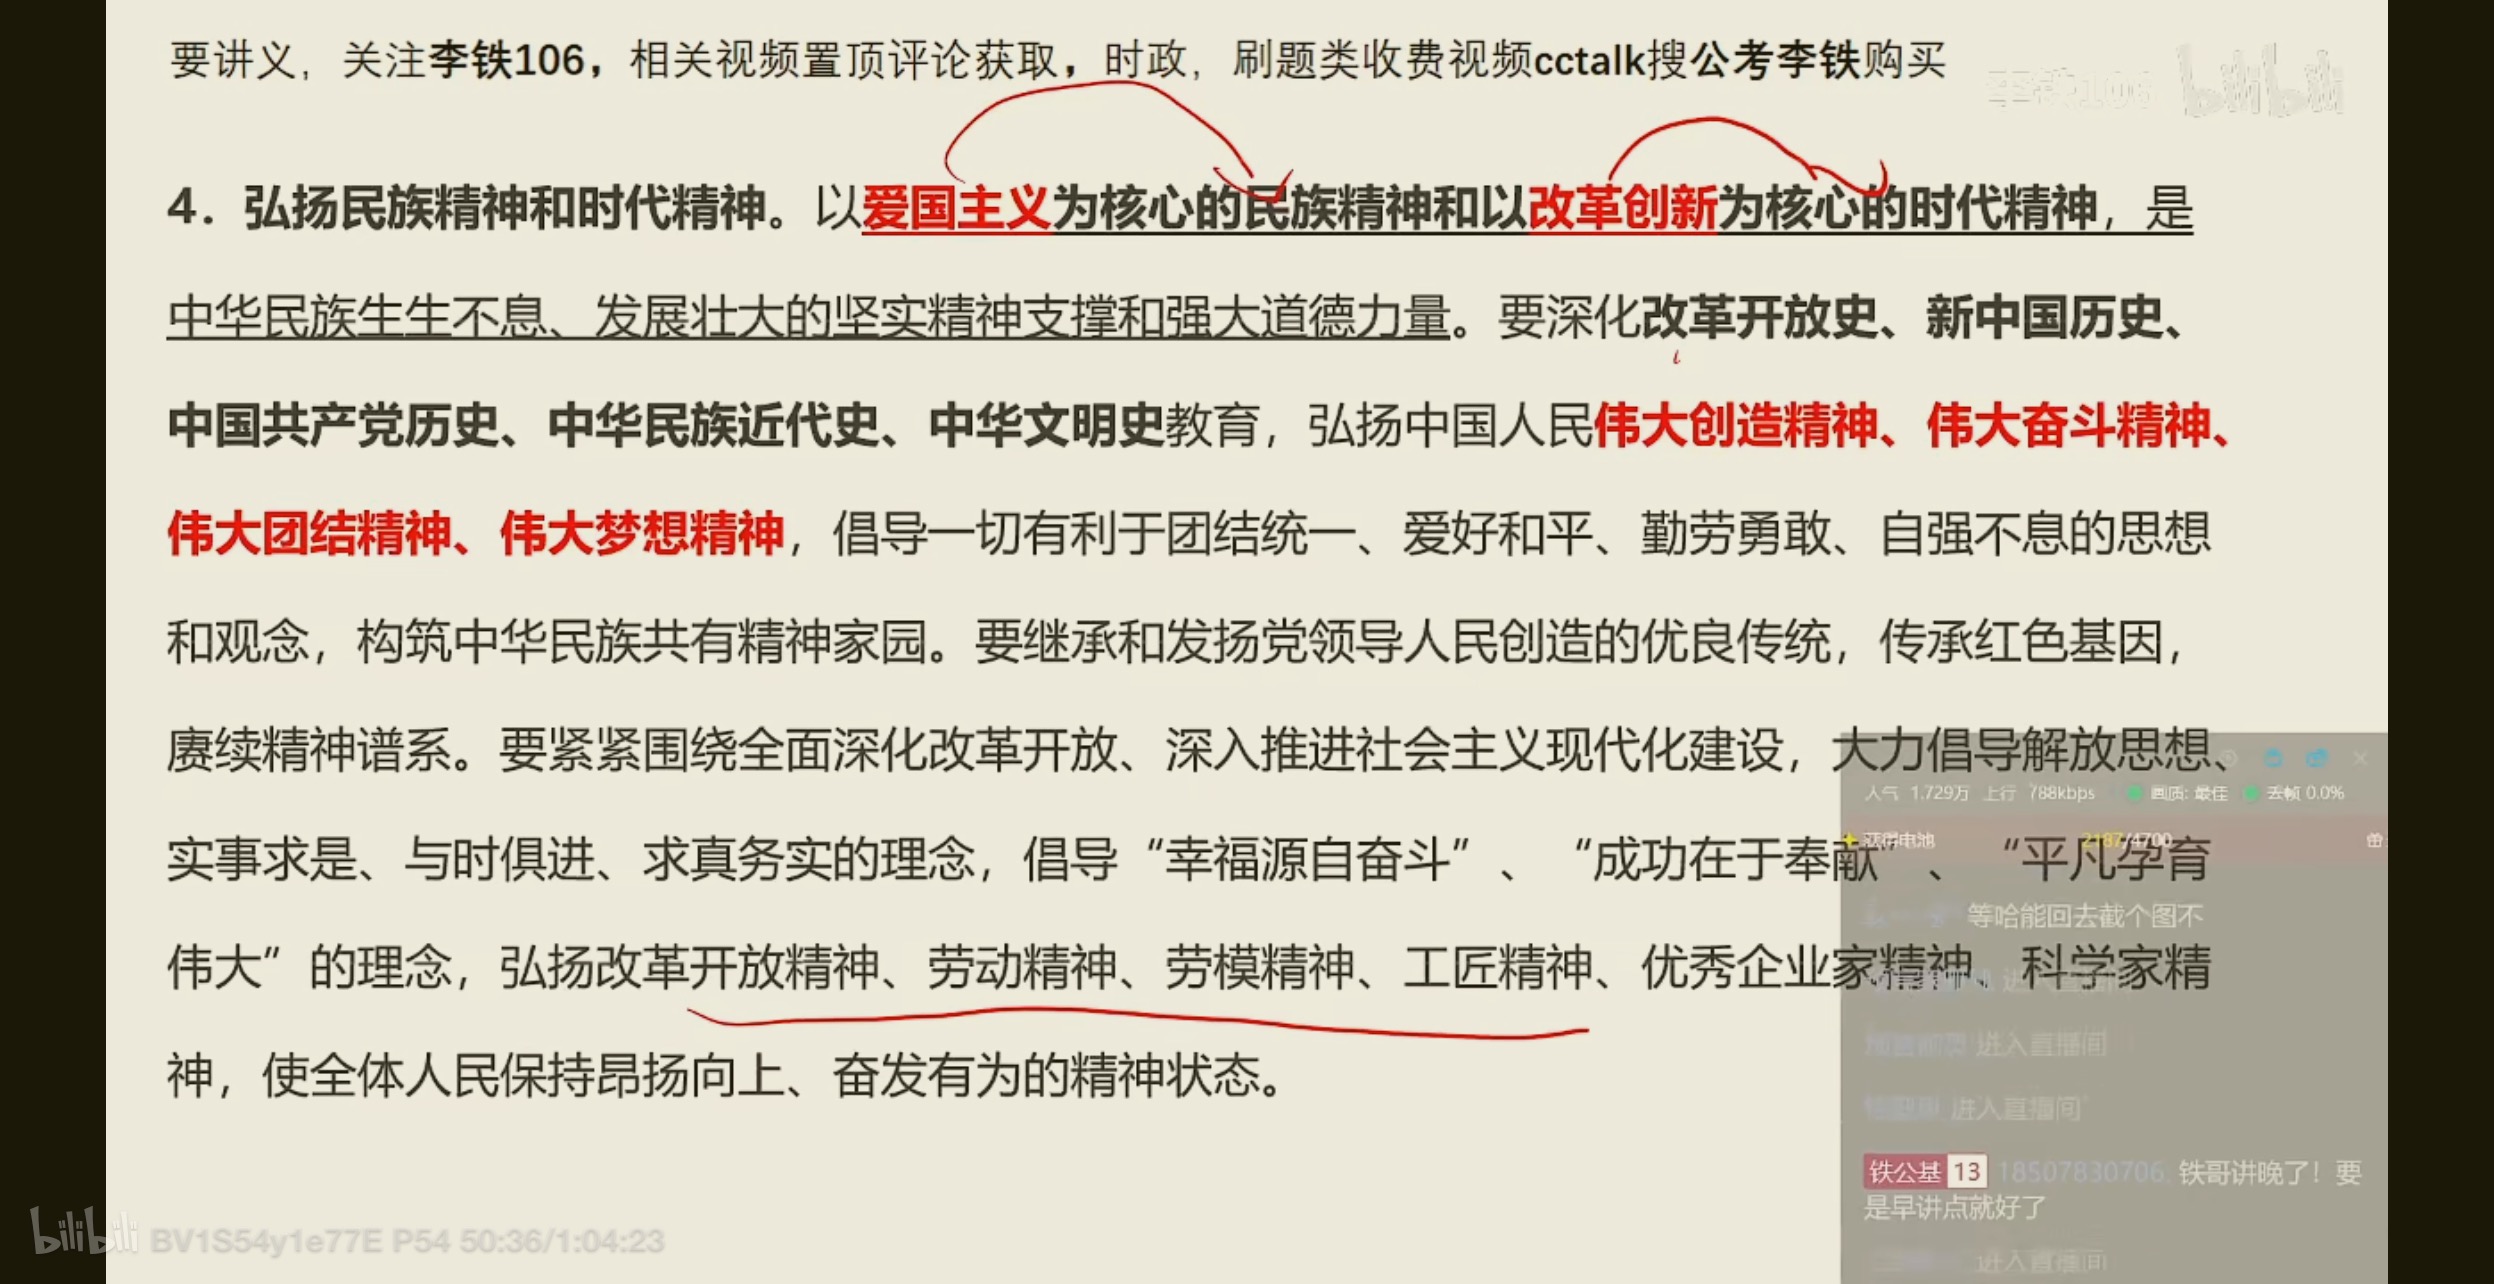 要讲义，关注李铁106，相关视频置顶评论获取，时政，刷题类收费视频cctalk搜公考李铁购买
李铁106 bilibili
4. 弘扬民族精神和时代精神。以爱国主义为核心的民族精神和以改革创新为核心的时代精神，是
中华民族生生不息、发展壮大的坚实精神支撑和强大道德力量。要深化改革开放史、新中国历史、
中国共产党历史、中华民族近代史、中华文明史教育，弘扬中国人民伟大创造精神、伟大奋斗精神、
伟大团结精神、伟大梦想精神，倡导一切有利于团结统一、爱好和平、勤劳勇敢、自强不息的思想
和观念，构筑中华民族共有精神家园。要继承和发扬党领导人民创造的优良传统，传承红色基因，
赓续精神谱系。要紧紧围绕全面深化改革开放、深入推进社会主义现代化建设，大力倡导解放思想、
实事求是、与时俱进、求真务实的理念，倡导“幸福源自奋斗”、“成功在于奉献”、“平凡孕育
伟大”的理念，弘扬改革开放精神、劳动精神、劳模精神、工匠精神、优秀企业家精神、科学家精
神，使全体人民保持昂扬向上、奋发有为的精神状态。
人气 1.729万 上行 788kbps 画质: 最佳 丢帧 0.0%
获得电池 2187/4700
等哈能回去截个图不
进入直播间
进入直播间
进入直播间
铁公基 13 18507830706 铁哥讲晚了！要
是早讲点就好了
进入直播间
bilibili BV1S54y1e77E P54 50:36/1:04:23